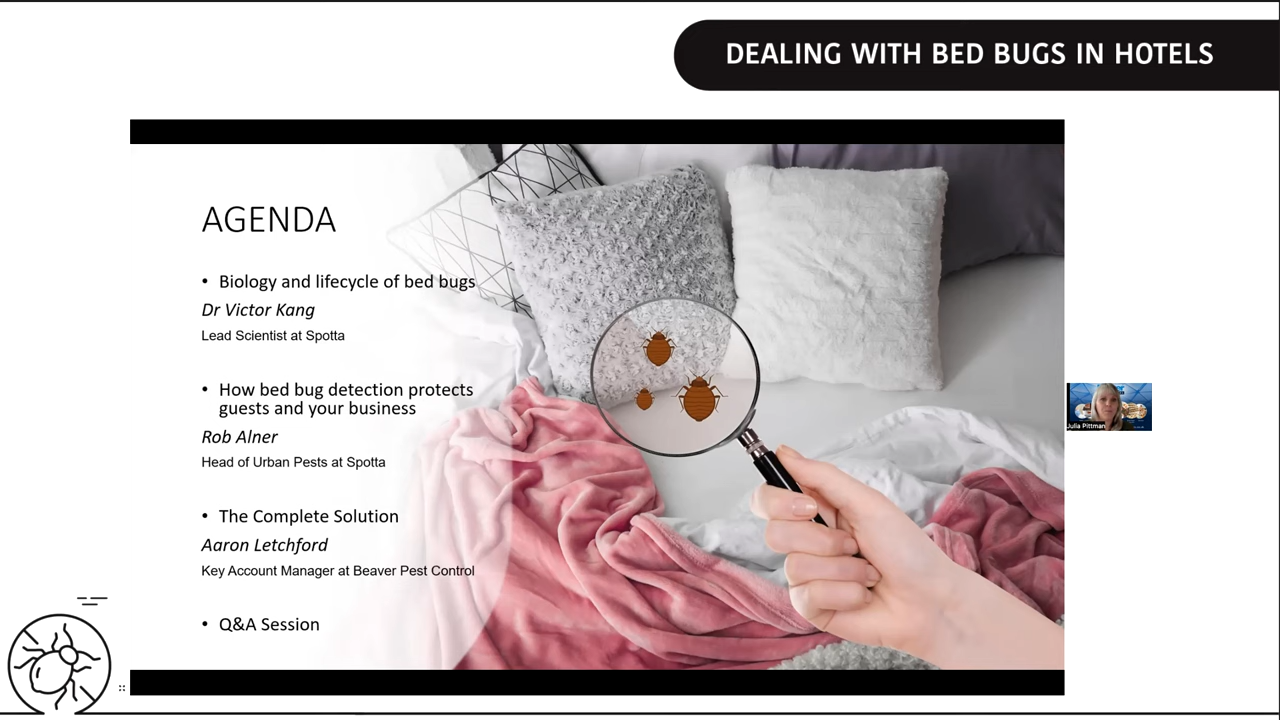 DEALING WITH BED BUGS IN HOTELS
AGENDA
• Biology and lifecycle of bed bugs
Dr Victor Kang
Lead Scientist at Spotta
• How bed bug detection protects
guests and your business
Rob Alner
Head of Urban Pests at Spotta
• The Complete Solution
Aaron Letchford
Key Account Manager at Beaver Pest Control
• Q&A Session
Julia Pittman